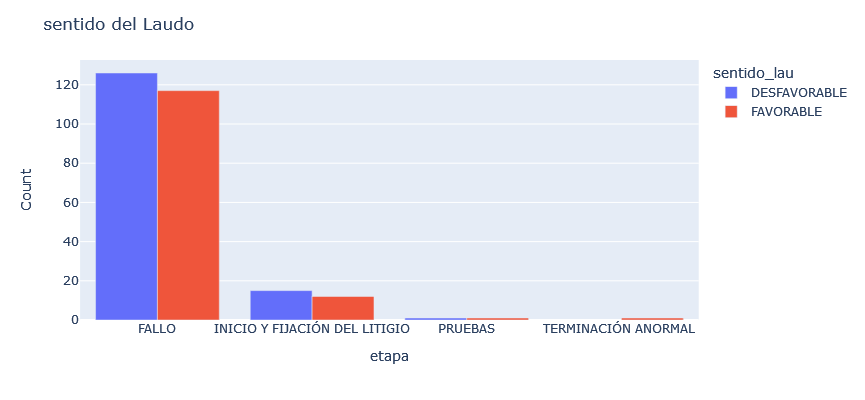 sentido del Laudo
sentido_lau
DESFAVORABLE
FAVORABLE
Count
120
100
80
60
40
20
0
FALLO
INICIO Y FIJACIÓN DEL LITIGIO
PRUEBAS
TERMINACIÓN ANORMAL
etapa